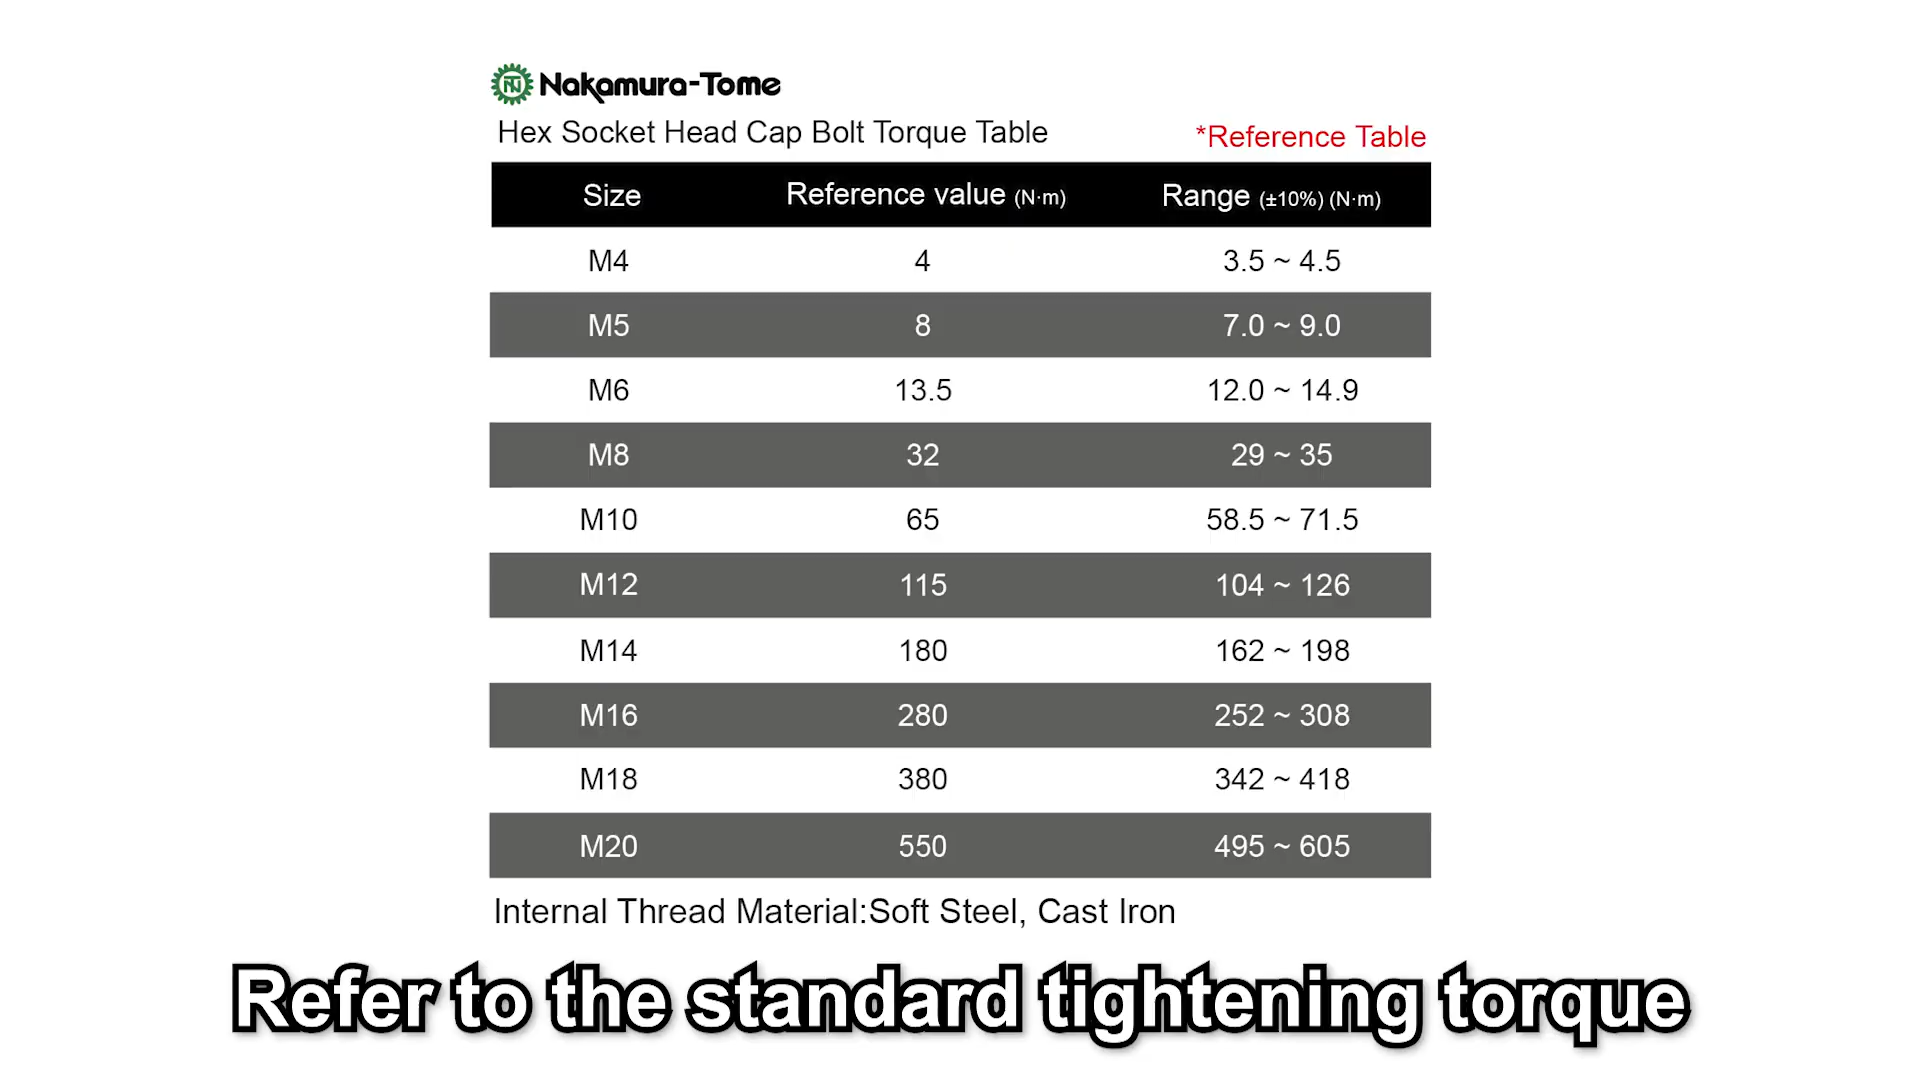 Nakamura-Tome
Hex Socket Head Cap Bolt Torque Table
*Reference Table
Size Reference value (N·m) Range (±10%) (N·m)
M4 4 3.5 ~ 4.5
M5 8 7.0 ~ 9.0
M6 13.5 12.0 ~ 14.9
M8 32 29 ~ 35
M10 65 58.5 ~ 71.5
M12 115 104 ~ 126
M14 180 162 ~ 198
M16 280 252 ~ 308
M18 380 342 ~ 418
M20 550 495 ~ 605
Internal Thread Material:Soft Steel, Cast Iron
Refer to the standard tightening torque